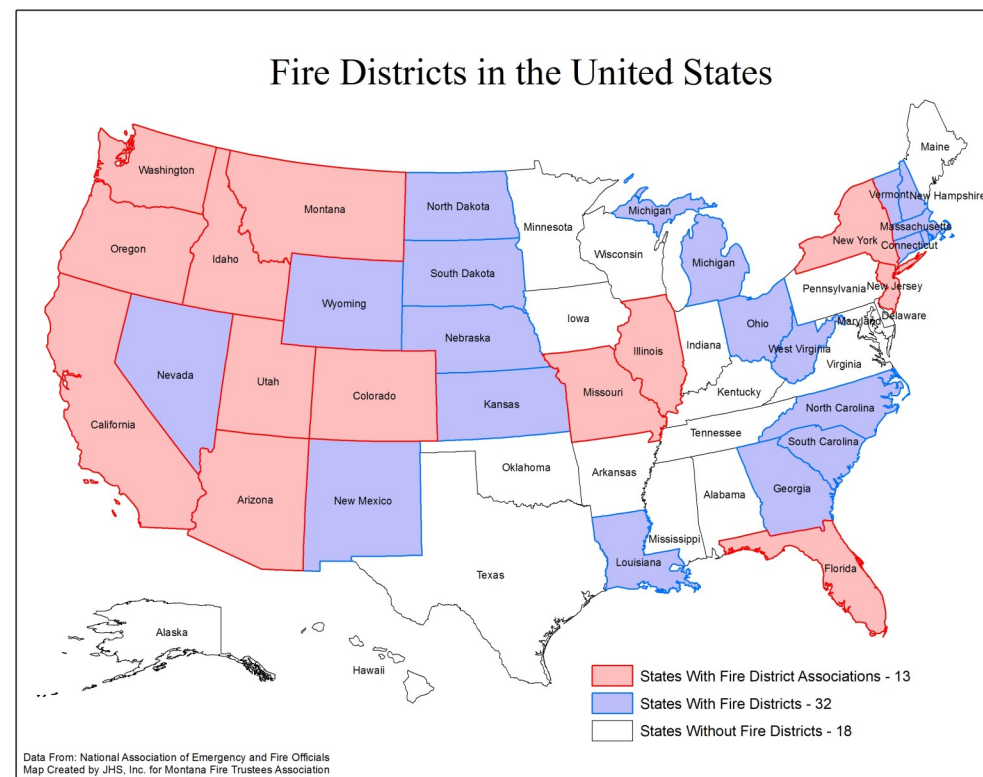 Fire Districts in the United States
Maine
Washington
Vermont
New Hampshire
Montana
North Dakota
Minnesota
Michigan
Massachusetts
Oregon
Idaho
Wisconsin
New York
Connecticut
Michigan
South Dakota
Wyoming
Pennsylvania
New Jersey
Iowa
Ohio
Maryland
Delaware
Nebraska
Illinois
Indiana
West Virginia
Nevada
Utah
Colorado
Kansas
Missouri
Kentucky
Virginia
California
North Carolina
Tennessee
South Carolina
Oklahoma
Arkansas
Arizona
New Mexico
Alabama
Georgia
Mississippi
Louisiana
Texas
Florida
Alaska
Hawaii
States With Fire District Associations - 13
States With Fire Districts - 32
States Without Fire Districts - 18
Data From: National Association of Emergency and Fire Officials
Map Created by JHS, Inc. for Montana Fire Trustees Association